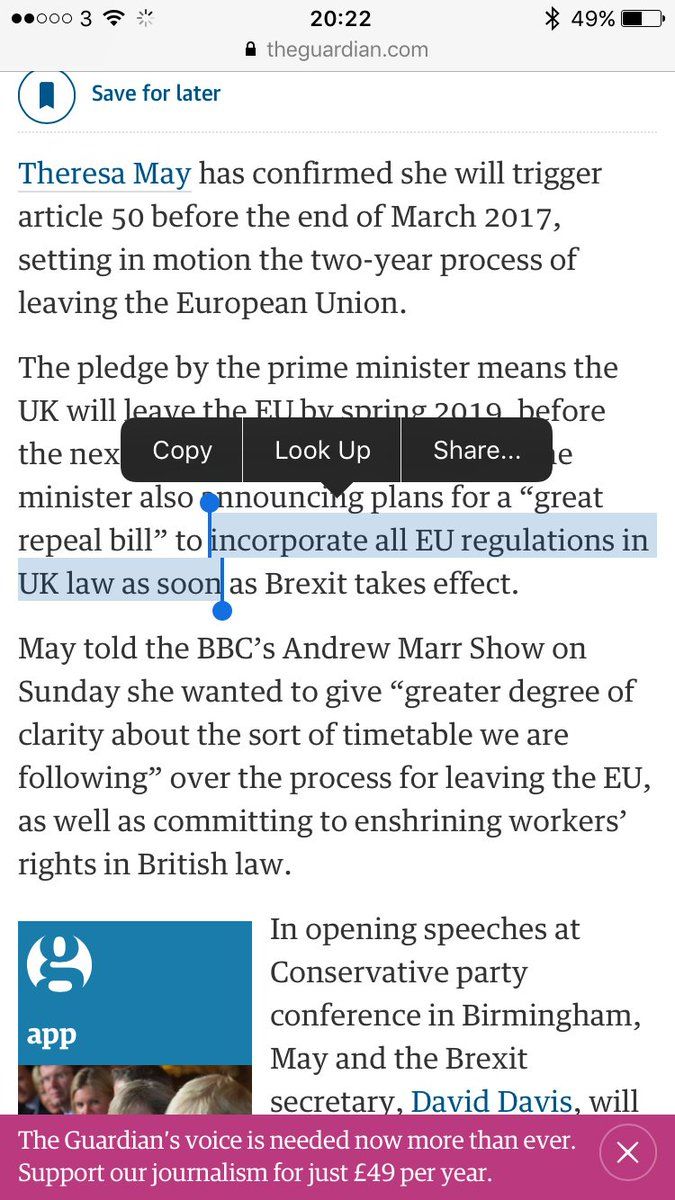 3 20:22 49%
theguardian.com
Save for later
Theresa May has confirmed she will trigger
article 50 before the end of March 2017,
setting in motion the two-year process of
leaving the European Union.
The pledge by the prime minister means the
UK will leave the EU by spring 2019, before
the nex
Copy Look Up Share...
minister also announcing plans for a “great
repeal bill” to incorporate all EU regulations in
UK law as soon as Brexit takes effect.
May told the BBC’s Andrew Marr Show on
Sunday she wanted to give “greater degree of
clarity about the sort of timetable we are
following” over the process for leaving the EU,
as well as committing to enshrining workers’
rights in British law.
g
app
In opening speeches at
Conservative party
conference in Birmingham,
May and the Brexit
secretary, David Davis, will
The Guardian’s voice is needed now more than ever.
Support our journalism for just £49 per year.